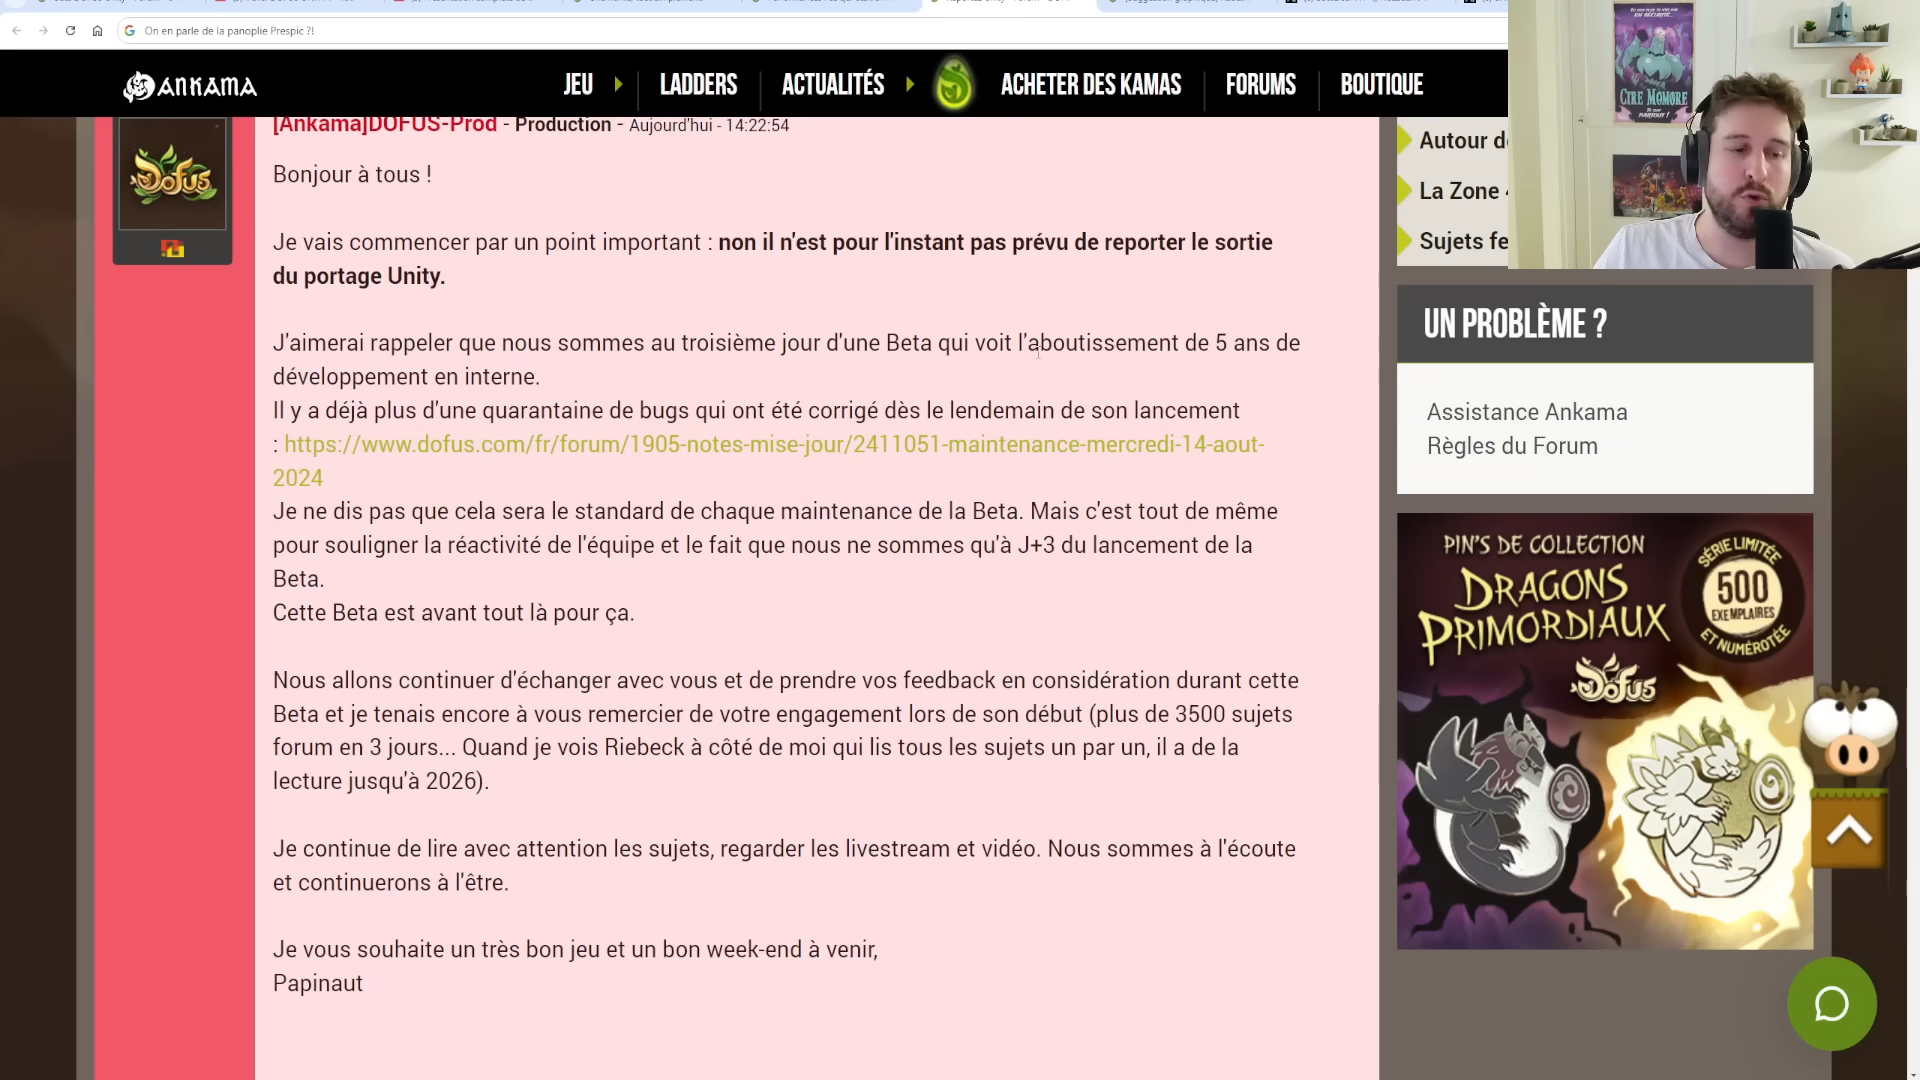 On en parle de la panoplie Prespic ?!
ANKAMA
JEU
LADDERS
ACTUALITÉS
ACHETER DES KAMAS
FORUMS
BOUTIQUE
[Ankama]DOFUS-Prod - Production - Aujourd'hui - 14:22:54
DOFUS
Bonjour à tous !
Je vais commencer par un point important : non il n'est pour l'instant pas prévu de reporter le sortie
du portage Unity.
J'aimerai rappeler que nous sommes au troisième jour d'une Beta qui voit l'aboutissement de 5 ans de
développement en interne.
Il y a déjà plus d'une quarantaine de bugs qui ont été corrigé dès le lendemain de son lancement
: https://www.dofus.com/fr/forum/1905-notes-mise-jour/2411051-maintenance-mercredi-14-aout-
2024
Je ne dis pas que cela sera le standard de chaque maintenance de la Beta. Mais c'est tout de même
pour souligner la réactivité de l'équipe et le fait que nous ne sommes qu'à J+3 du lancement de la
Beta.
Cette Beta est avant tout là pour ça.
Nous allons continuer d'échanger avec vous et de prendre vos feedback en considération durant cette
Beta et je tenais encore à vous remercier de votre engagement lors de son début (plus de 3500 sujets
forum en 3 jours... Quand je vois Riebeck à côté de moi qui lis tous les sujets un par un, il a de la
lecture jusqu'à 2026).
Je continue de lire avec attention les sujets, regarder les livestream et vidéo. Nous sommes à l'écoute
et continuerons à l'être.
Je vous souhaite un très bon jeu et un bon week-end à venir,
Papinaut
Autour d
La Zone
Sujets fe
CIRE MOMORE
UN PROBLÈME ?
Assistance Ankama
Règles du Forum
PIN'S DE COLLECTION
DRAGONS
PRIMORDIAUX
DOFUS
SÉRIE LIMITÉE
500
EXEMPLAIRES
ET NUMÉROTÉE